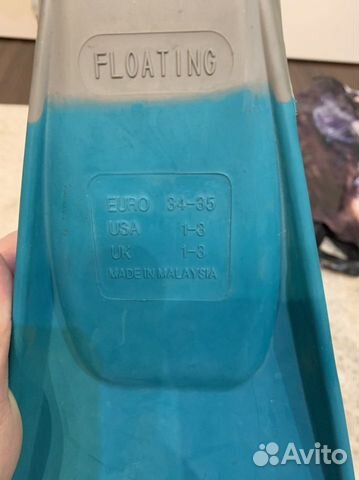 FLOATING
EURO 34-35
USA 1-3
UK 1-3
MADE IN MALAYSIA
Avito